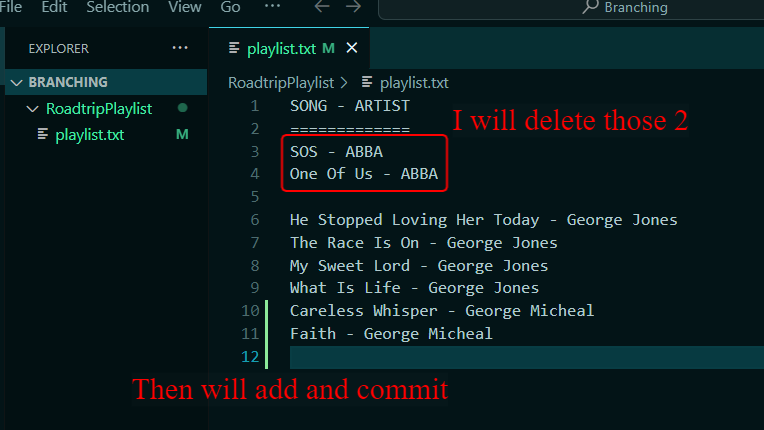 File Edit Selection View Go ··· ← → Branching
EXPLORER ···
playlist.txt M ×
BRANCHING
RoadtripPlaylist > playlist.txt
RoadtripPlaylist
playlist.txt M
1 SONG - ARTIST
2 =============
I will delete those 2
3 SOS - ABBA
4 One Of Us - ABBA
5
6 He Stopped Loving Her Today - George Jones
7 The Race Is On - George Jones
8 My Sweet Lord - George Jones
9 What Is Life - George Jones
10 Careless Whisper - George Micheal
11 Faith - George Micheal
12
Then will add and commit